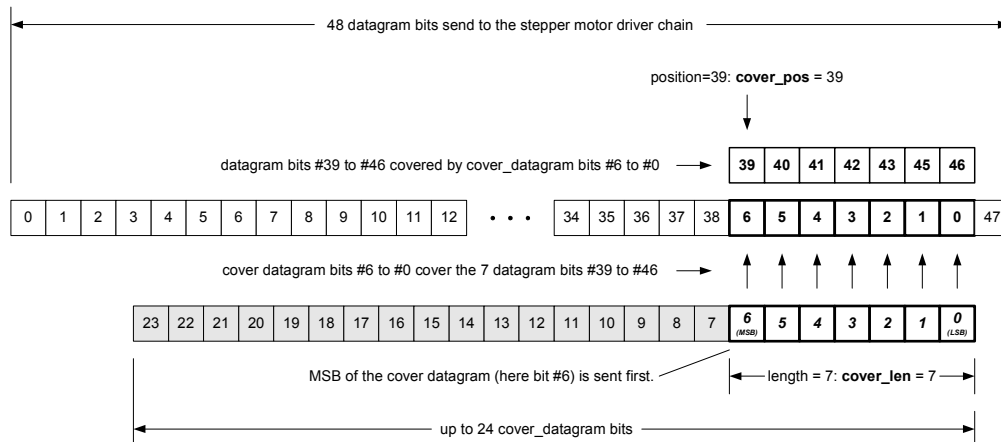 48 datagram bits send to the stepper motor driver chain
position=39: cover_pos = 39
datagram bits #39 to #46 covered by cover_datagram bits #6 to #0
39 40 41 42 43 45 46
0 1 2 3 4 5 6 7 8 9 10 11 12 • • • 34 35 36 37 38 6 5 4 3 2 1 0 47
cover datagram bits #6 to #0 cover the 7 datagram bits #39 to #46
23 22 21 20 19 18 17 16 15 14 13 12 11 10 9 8 7 6 5 4 3 2 1 0
(MSB) (LSB)
MSB of the cover datagram (here bit #6) is sent first.
length = 7: cover_len = 7
up to 24 cover_datagram bits